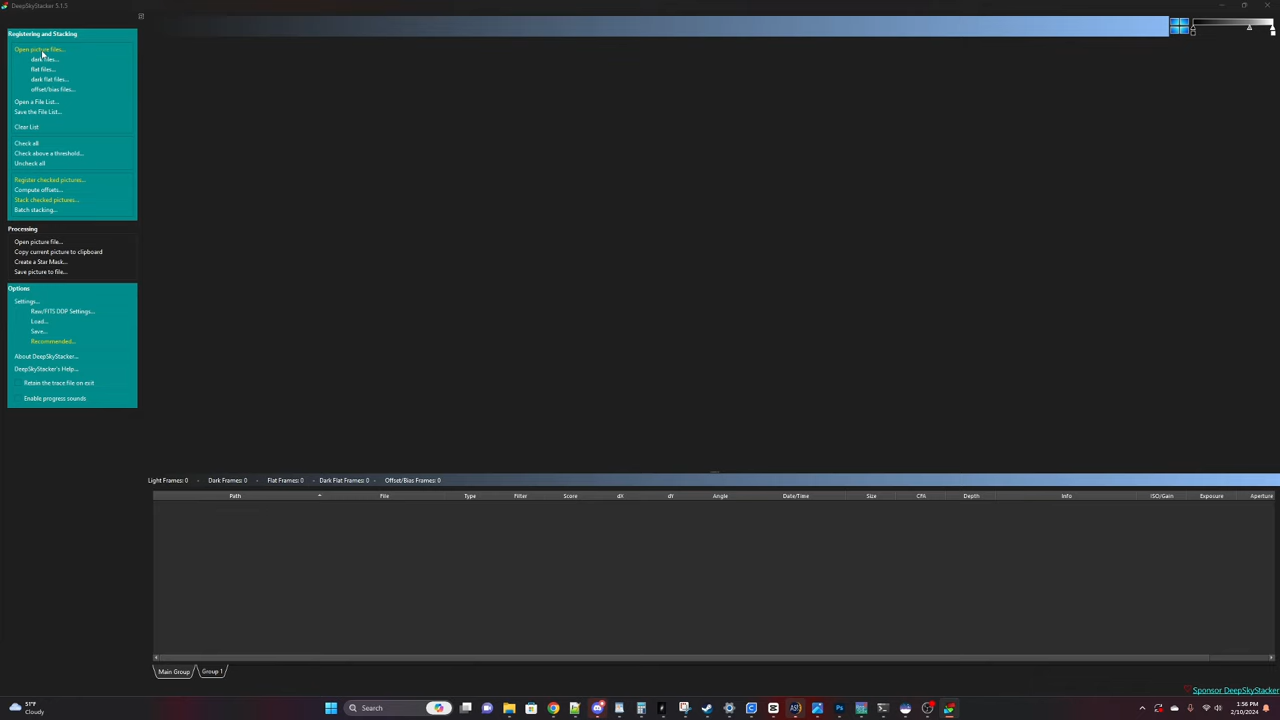 DeepSkyStacker 5.1.5
Registering and Stacking
Open picture files...
dark files...
flat files...
dark flat files...
offset/bias files...
Open a File List...
Save the File List...
Clear List
Check all
Check above a threshold...
Uncheck all
Register checked pictures...
Compute offsets...
Stack checked pictures...
Batch stacking...
Processing
Open picture file...
Copy current picture to clipboard
Create a Star Mask...
Save picture to file...
Options
Settings...
Raw/FITS DDP Settings...
Load...
Save...
Recommended...
About DeepSkyStacker...
DeepSkyStacker's Help...
Retain the trace file on exit
Enable progress sounds
Light Frames: 0 - Dark Frames: 0 - Flat Frames: 0 - Dark Flat Frames: 0 - Offset/Bias Frames: 0
Path File Type Filter Score dX dY Angle Date/Time Size CFA Depth Info ISO/Gain Exposure Aperture
Main Group Group 1
Sponsor DeepSkyStacker
51°F
Cloudy
Search
1:56 PM
2/10/2024